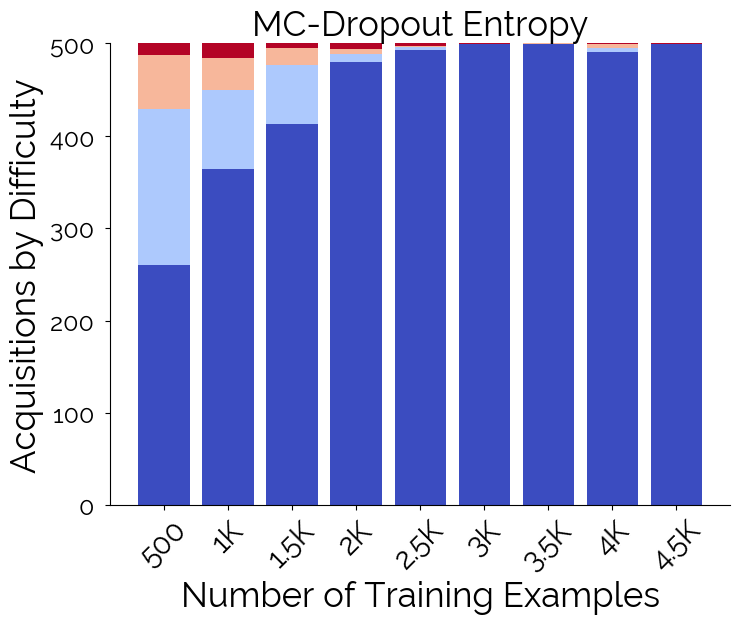 MC-Dropout Entropy
Acquisitions by Difficulty
500
400
300
200
100
0
500
1K
1.5K
2K
2.5K
3K
3.5K
4K
4.5K
Number of Training Examples